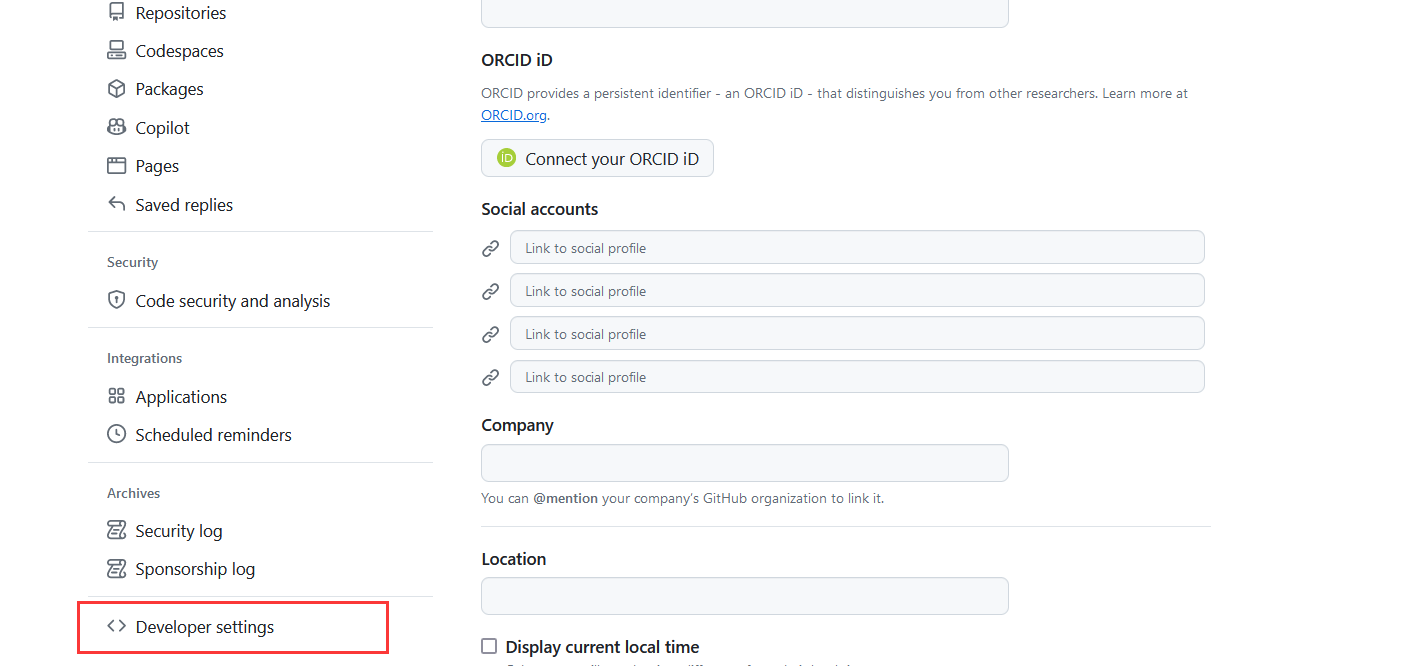 Repositories
Codespaces
Packages
Copilot
Pages
Saved replies
Security
Code security and analysis
Integrations
Applications
Scheduled reminders
Archives
Security log
Sponsorship log
Developer settings
ORCID iD
ORCID provides a persistent identifier - an ORCID iD - that distinguishes you from other researchers. Learn more at
ORCID.org.
iD Connect your ORCID iD
Social accounts
Link to social profile
Link to social profile
Link to social profile
Link to social profile
Company
You can @mention your company's GitHub organization to link it.
Location
Display current local time